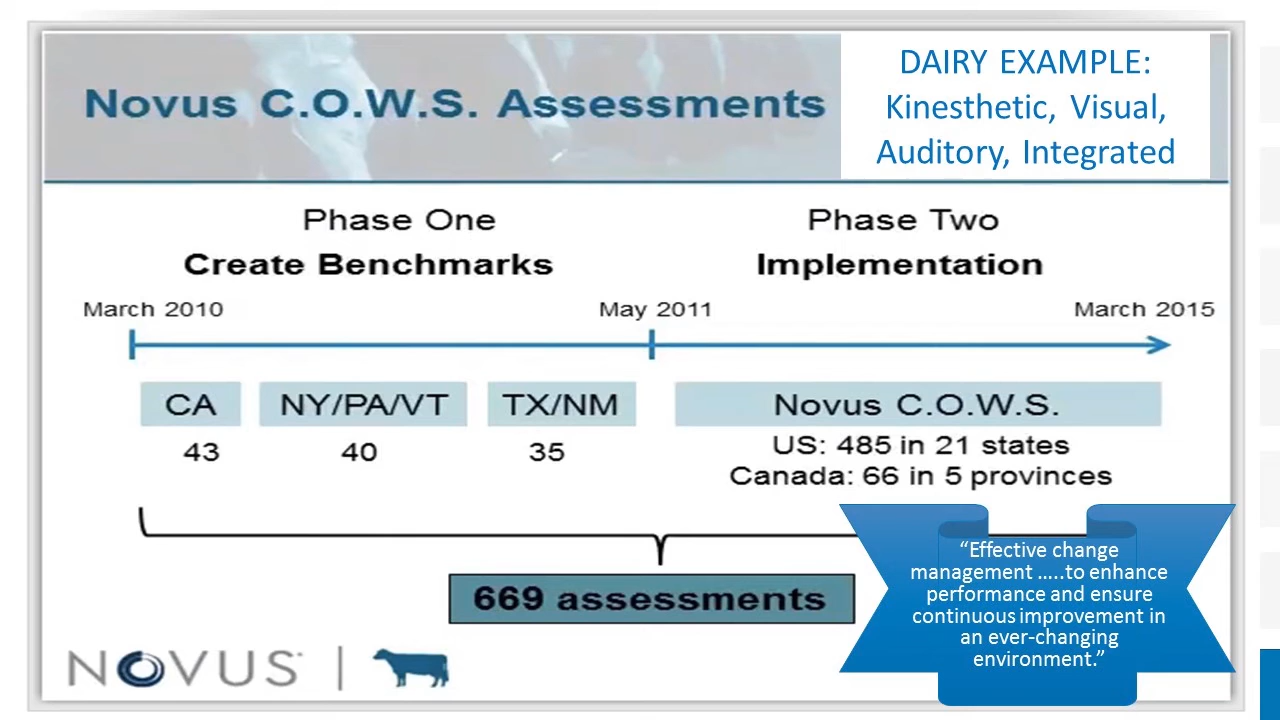 Novus C.O.W.S. Assessments
DAIRY EXAMPLE:
Kinesthetic, Visual,
Auditory, Integrated
Phase One
Create Benchmarks
Phase Two
Implementation
March 2010
May 2011
March 2015
CA
NY/PA/VT
TX/NM
Novus C.O.W.S.
43
40
35
US: 485 in 21 states
Canada: 66 in 5 provinces
669 assessments
“Effective change
management …..to enhance
performance and ensure
continuous improvement in
an ever-changing
environment.”
NOVUS